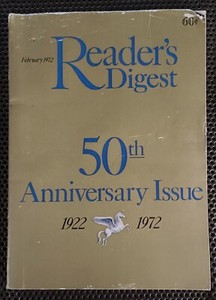 60¢
February 1972
Reader's
Digest
50th
Anniversary Issue
1922 1972